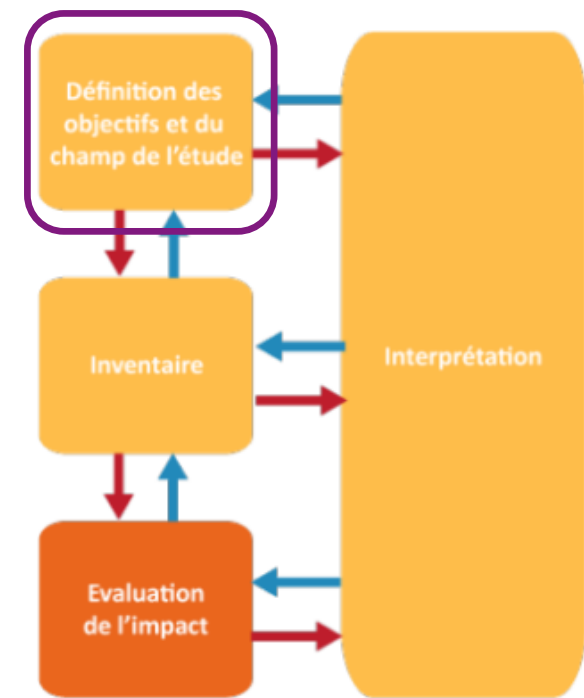 Définition des
objectifs et du
champ de l'étude
Inventaire
Interprétation
Evaluation
de l'impact